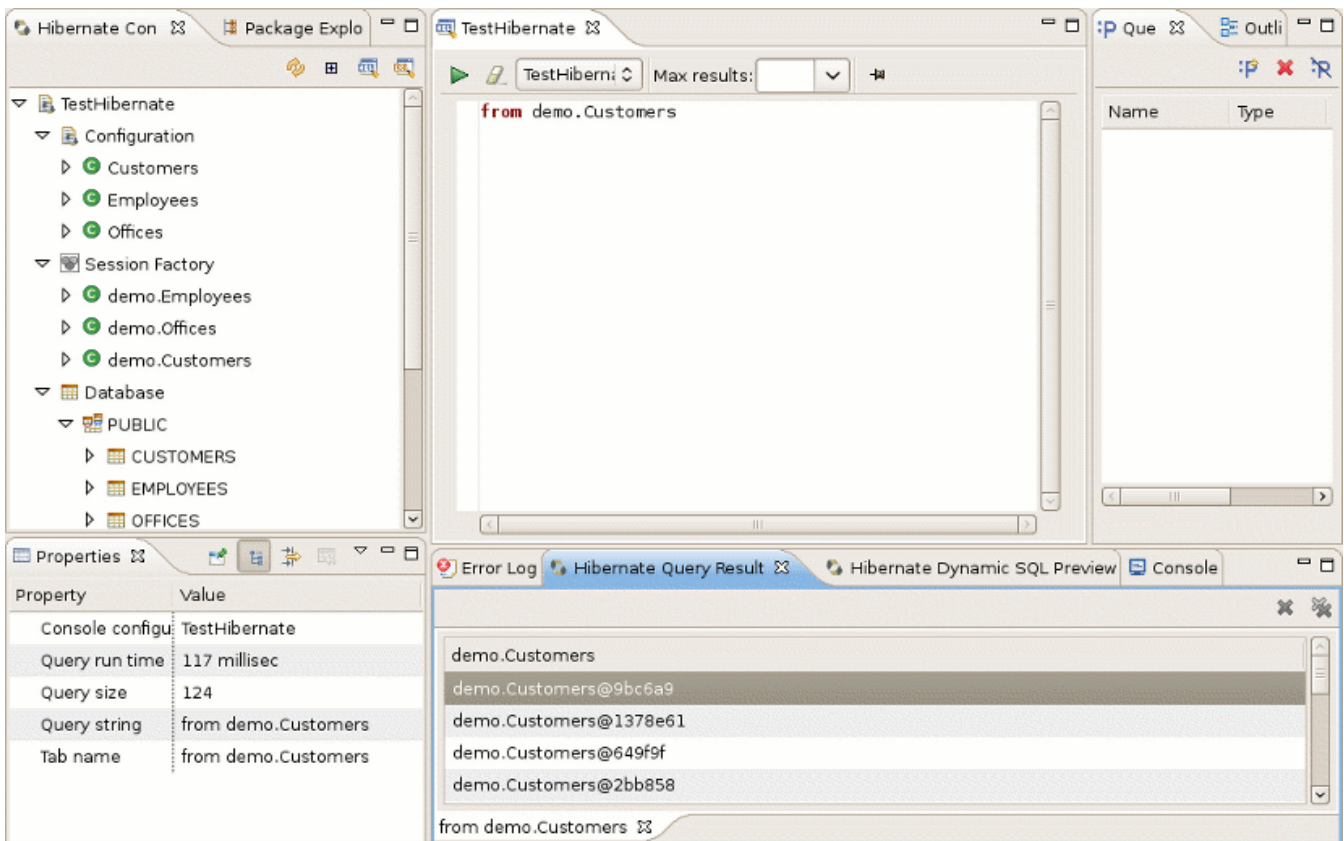 Hibernate Con
Package Explo
TestHibernate
Configuration
Customers
Employees
Offices
Session Factory
demo.Employees
demo.Offices
demo.Customers
Database
PUBLIC
CUSTOMERS
EMPLOYEES
OFFICES
TestHibernate
TestHiberna Max results:
from demo.Customers
:P Que Outli
:P
Name Type
Properties
Property Value
Console configu TestHibernate
Query run time 117 millisec
Query size 124
Query string from demo.Customers
Tab name from demo.Customers
Error Log Hibernate Query Result Hibernate Dynamic SQL Preview Console
demo.Customers
demo.Customers@9bc6a9
demo.Customers@1378e61
demo.Customers@649f9f
demo.Customers@2bb858
from demo.Customers